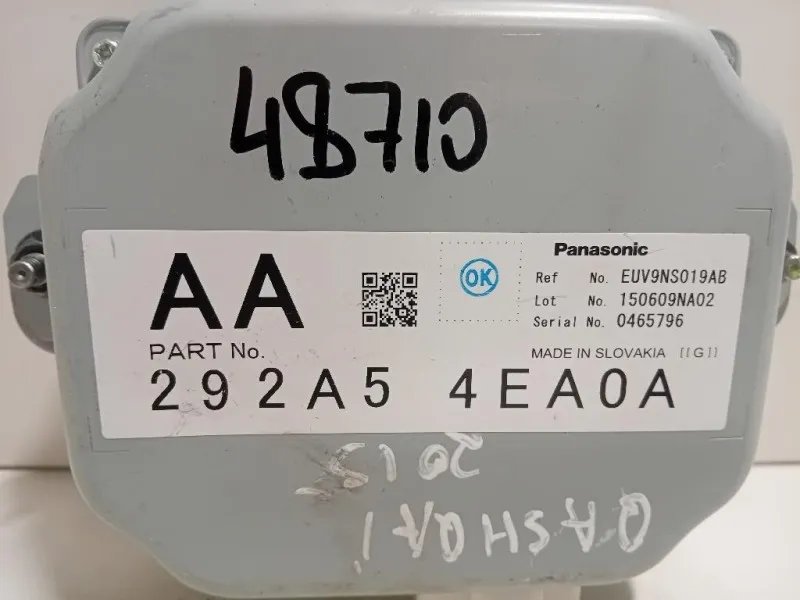 48710
AA
OK
Panasonic
Ref No. EUV9NS019AB
Lot No. 150609NA02
Serial No. 0465796
PART No.
MADE IN SLOVAKIA [[G]]
292A5 4EA0A
QASHQAI
2015